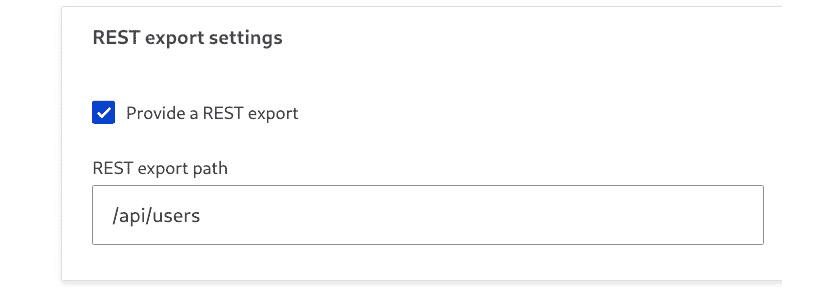 REST export settings
Provide a REST export
REST export path
/api/users